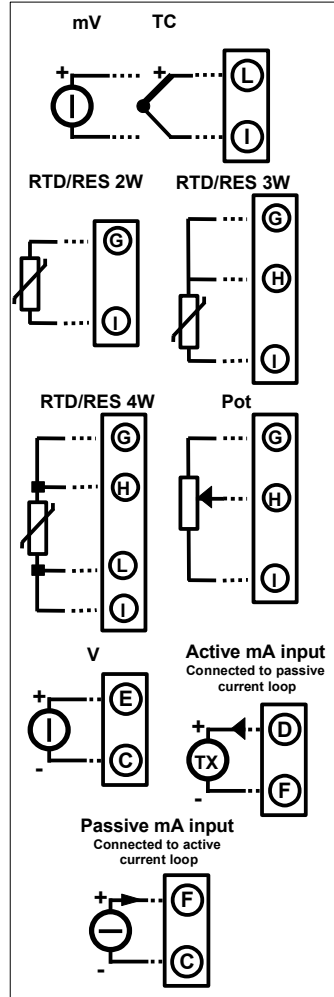 mV TC
+ + L
I
RTD/RES 2W RTD/RES 3W
G G
H
I I
RTD/RES 4W Pot
G G
H H
L
I I
V Active mA input
Connected to passive
current loop
+ E + D
TX
- C - F
Passive mA input
Connected to active
current loop
+ F
- C